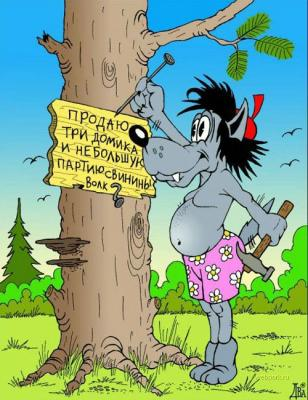 ПРОДАЮ
ТРИ ДОМИКА
И НЕБОЛЬШУЮ
ПАРТИЮ СВИНИНЫ
ВОЛК